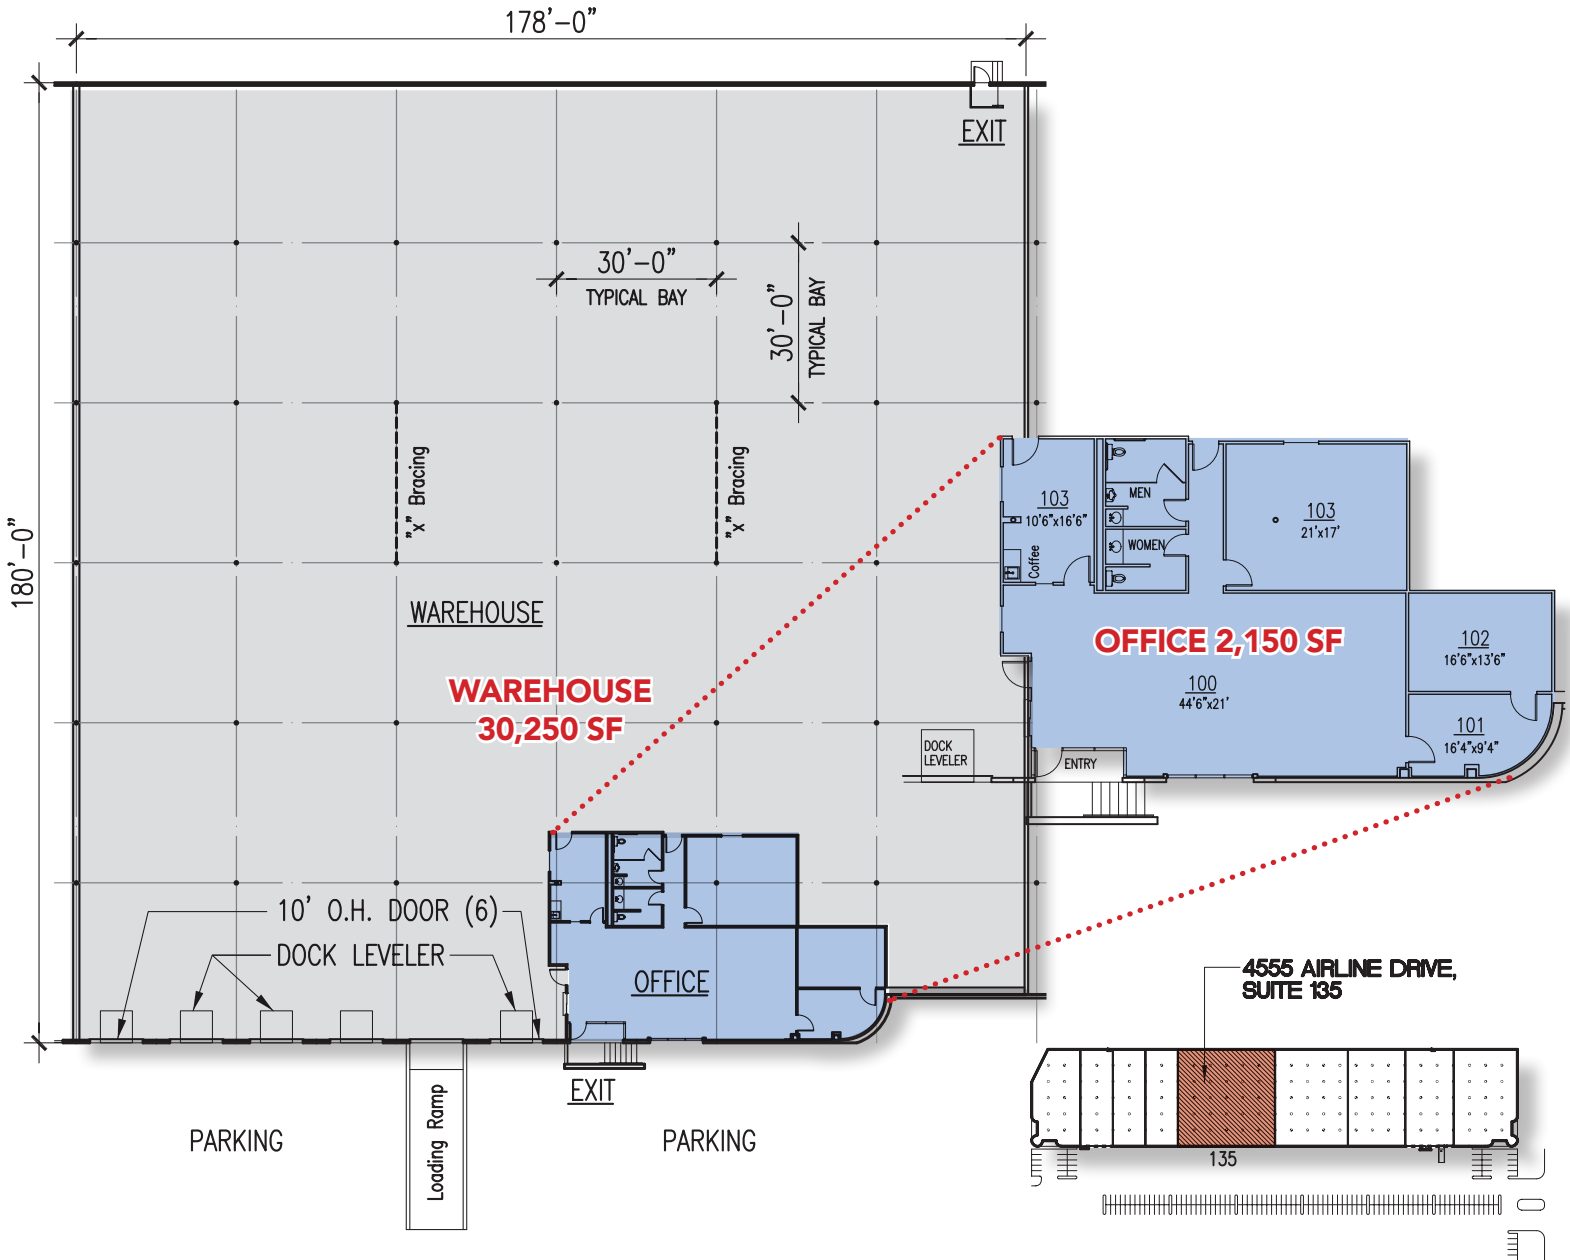 178'-0"
EXIT
30'-0"
TYPICAL BAY
30'-0"
TYPICAL BAY
180'-0"
"x" Bracing
"x" Bracing
WAREHOUSE
WAREHOUSE
30,250 SF
103
10'6"x16'6"
Coffee
MEN
WOMEN
103
21'x17'
OFFICE 2,150 SF
102
16'6"x13'6"
100
44'6"x21'
101
16'4"x9'4"
DOCK
LEVELER
ENTRY
10' O.H. DOOR (6)
DOCK LEVELER
OFFICE
EXIT
PARKING
Loading Ramp
PARKING
4555 AIRLINE DRIVE,
SUITE 135
135